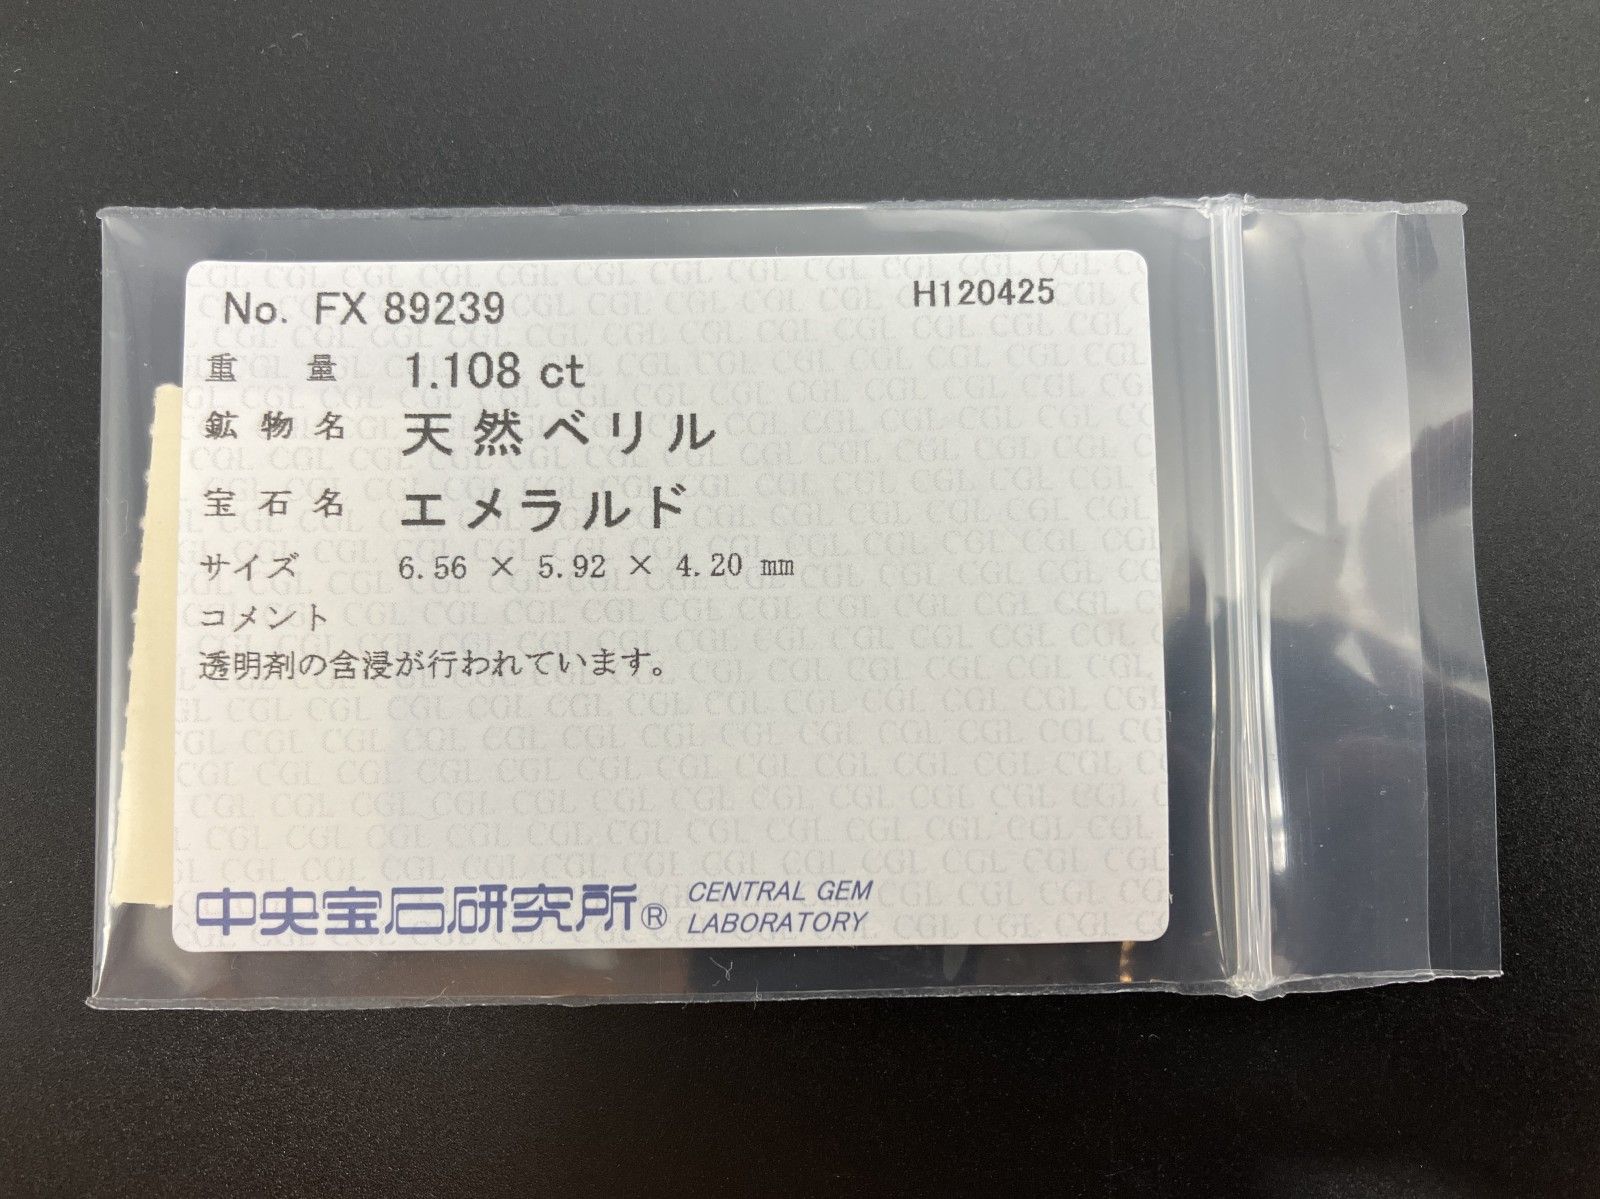 No. FX 89239 H120425
重量 1.108 ct
鉱物名 天然ベリル
宝石名 エメラルド
サイズ 6.56 × 5.92 × 4.20 mm
コメント
透明剤の含浸が行われています。
中央宝石研究所® CENTRAL GEM
LABORATORY